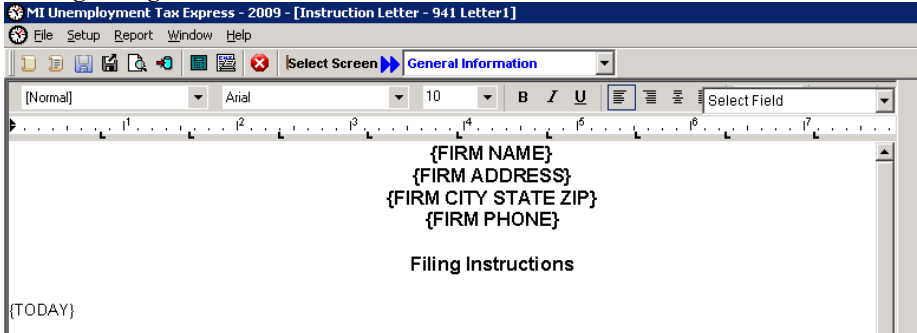 MI Unemployment Tax Express - 2009 - [Instruction Letter - 941 Letter1]
File Setup Report Window Help
Select Screen General Information
[Normal] Arial 10 B I U Select Field
1 2 3 4 5 6 7
{FIRM NAME}
{FIRM ADDRESS}
{FIRM CITY STATE ZIP}
{FIRM PHONE}
Filing Instructions
{TODAY}